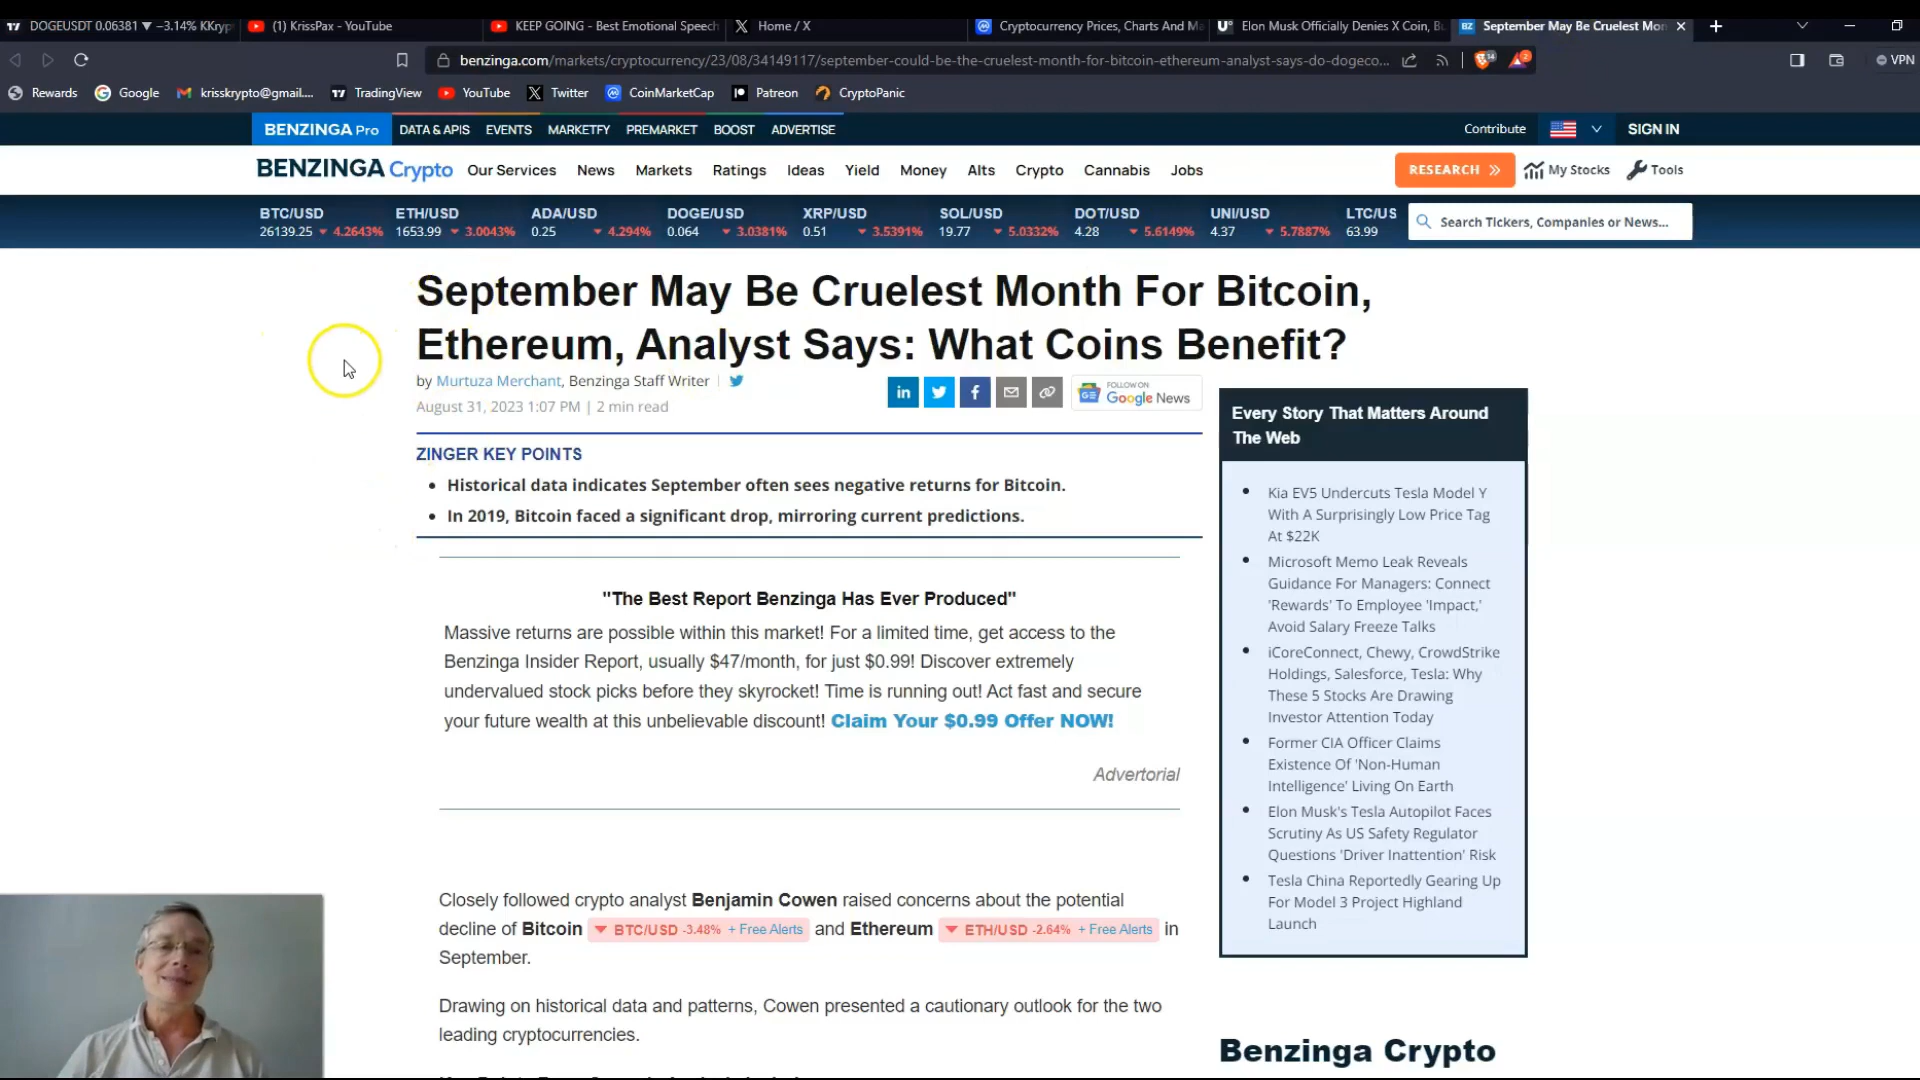 DOGEUSDT 0.06381 ▼ −3.14% KKryp
(1) KrissPax - YouTube
KEEP GOING - Best Emotional Speech
Home / X
Cryptocurrency Prices, Charts And Ma
Elon Musk Officially Denies X Coin, Bu
September May Be Cruelest Mon
benzinga.com/markets/cryptocurrency/23/08/34149117/september-could-be-the-cruelest-month-for-bitcoin-ethereum-analyst-says-do-dogeco...
VPN
Rewards
Google
krisskrypto@gmail....
TradingView
YouTube
Twitter
CoinMarketCap
Patreon
CryptoPanic
BENZINGA Pro
DATA & APIS
EVENTS
MARKETFY
PREMARKET
BOOST
ADVERTISE
Contribute
SIGN IN
BENZINGA Crypto
Our Services
News
Markets
Ratings
Ideas
Yield
Money
Alts
Crypto
Cannabis
Jobs
RESEARCH
My Stocks
Tools
BTC/USD
26139.25 ▼ 4.2643%
ETH/USD
1653.99 ▼ 3.0043%
ADA/USD
0.25 ▼ 4.294%
DOGE/USD
0.064 ▼ 3.0381%
XRP/USD
0.51 ▼ 3.5391%
SOL/USD
19.77 ▼ 5.0332%
DOT/USD
4.28 ▼ 5.6149%
UNI/USD
4.37 ▼ 5.7887%
LTC/US
63.99
Search Tickers, Companies or News...
September May Be Cruelest Month For Bitcoin,
Ethereum, Analyst Says: What Coins Benefit?
by Murtuza Merchant, Benzinga Staff Writer
August 31, 2023 1:07 PM | 2 min read
FOLLOW ON
Google News
ZINGER KEY POINTS
Historical data indicates September often sees negative returns for Bitcoin.
In 2019, Bitcoin faced a significant drop, mirroring current predictions.
"The Best Report Benzinga Has Ever Produced"
Massive returns are possible within this market! For a limited time, get access to the
Benzinga Insider Report, usually $47/month, for just $0.99! Discover extremely
undervalued stock picks before they skyrocket! Time is running out! Act fast and secure
your future wealth at this unbelievable discount! Claim Your $0.99 Offer NOW!
Advertorial
Closely followed crypto analyst Benjamin Cowen raised concerns about the potential
decline of Bitcoin ▼ BTC/USD -3.48% + Free Alerts and Ethereum ▼ ETH/USD -2.64% + Free Alerts in
September.
Drawing on historical data and patterns, Cowen presented a cautionary outlook for the two
leading cryptocurrencies.
Every Story That Matters Around
The Web
Kia EV5 Undercuts Tesla Model Y
With A Surprisingly Low Price Tag
At $22K
Microsoft Memo Leak Reveals
Guidance For Managers: Connect
'Rewards' To Employee 'Impact,'
Avoid Salary Freeze Talks
iCoreConnect, Chewy, CrowdStrike
Holdings, Salesforce, Tesla: Why
These 5 Stocks Are Drawing
Investor Attention Today
Former CIA Officer Claims
Existence Of 'Non-Human
Intelligence' Living On Earth
Elon Musk's Tesla Autopilot Faces
Scrutiny As US Safety Regulator
Questions 'Driver Inattention' Risk
Tesla China Reportedly Gearing Up
For Model 3 Project Highland
Launch
Benzinga Crypto